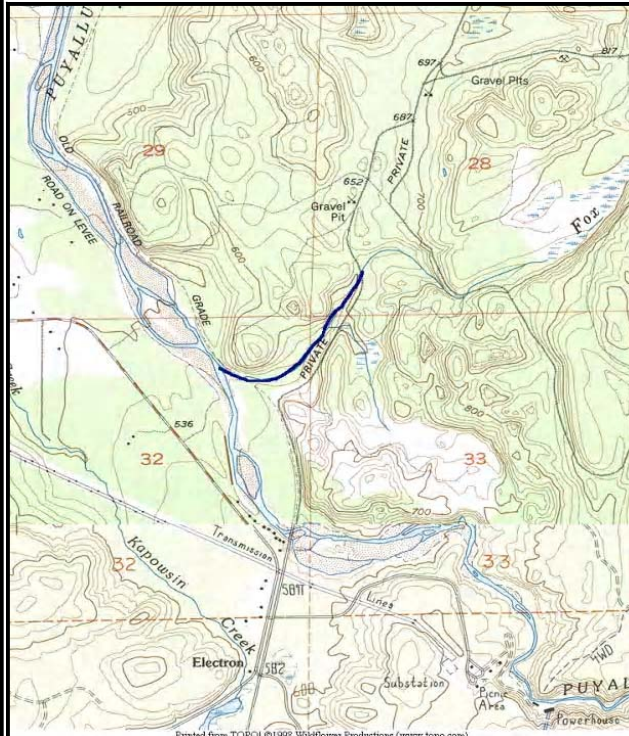 PUYALLU
600
697
817
Gravel Pits
500
OLD
687
29
PRIVATE
28
652
700
ROAD ON LEVEE
RAILROAD
Gravel
Pit
Fox
600
GRADE
PRIVATE
800
536
32
33
700
Transmission
32
Kapowsin
33
581T
Lines
Creek
4WD
Electron
582
600
Substation
Picnic
Area
PUYAL
Powerhouse
Printed from TOPO! ©1998 Wildflower Productions (www.topo.com)